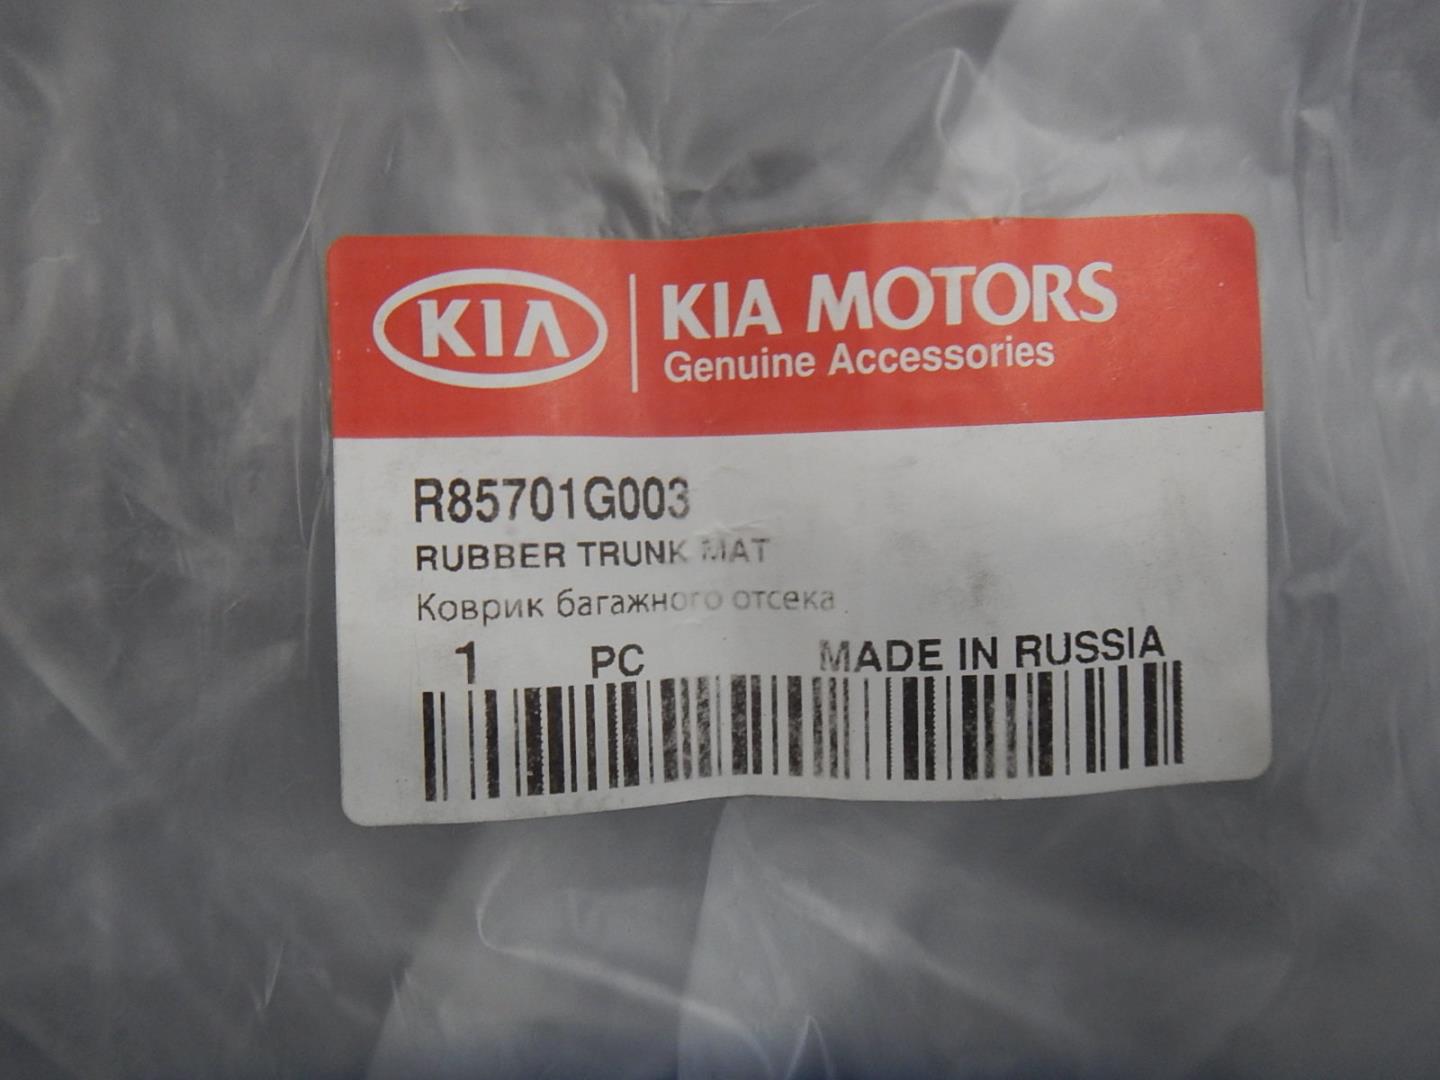 KIA KIA MOTORS
Genuine Accessories
R85701G003
RUBBER TRUNK MAT
Коврик багажного отсека
1 PC MADE IN RUSSIA